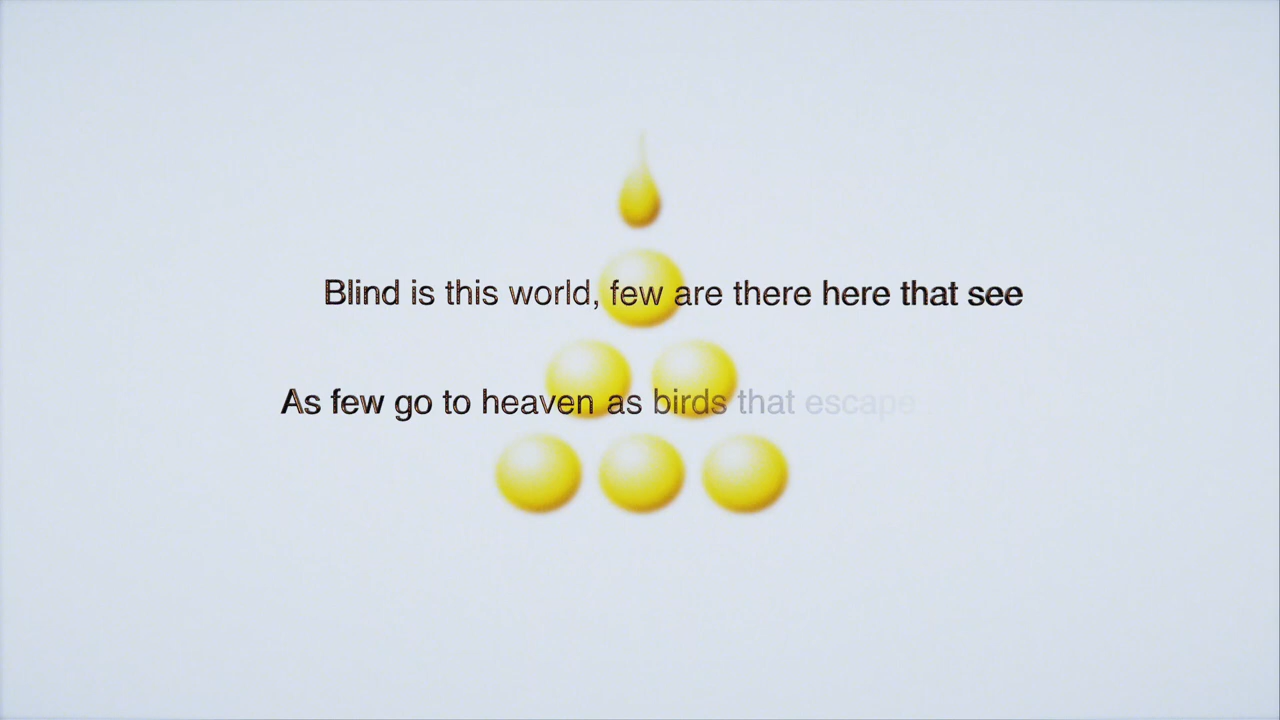 Blind is this world, few are there here that see
As few go to heaven as birds that escape